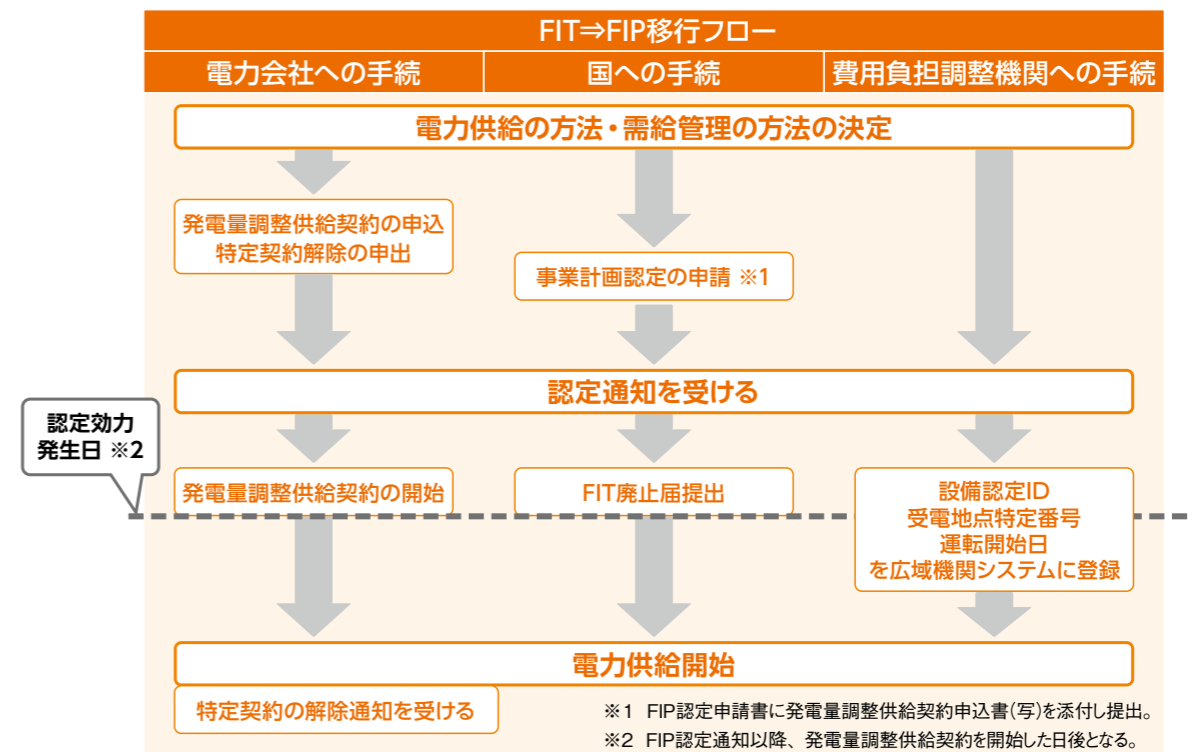 FIT⇒FIP移行フロー
電力会社への手続
国への手続
費用負担調整機関への手続
電力供給の方法・需給管理の方法の決定
発電量調整供給契約の申込
特定契約解除の申出
事業計画認定の申請 ※1
認定通知を受ける
認定効力
発生日 ※2
発電量調整供給契約の開始
FIT廃止届提出
設備認定ID
受電地点特定番号
運転開始日
を広域機関システムに登録
電力供給開始
特定契約の解除通知を受ける
※1 FIP認定申請書に発電量調整供給契約申込書(写)を添付し提出。
※2 FIP認定通知以降、発電量調整供給契約を開始した日後となる。